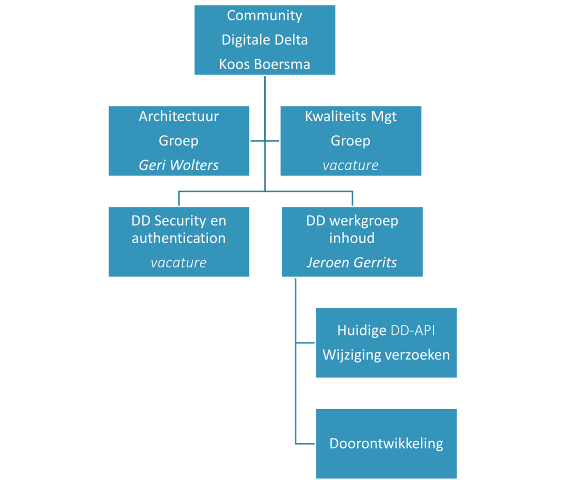 Community
Digitale Delta
Koos Boersma
Architectuur
Groep
Geri Wolters
Kwaliteits Mgt
Groep
vacature
DD Security en
authentication
vacature
DD werkgroep
inhoud
Jeroen Gerrits
Huidige DD-API
Wijziging verzoeken
Doorontwikkeling